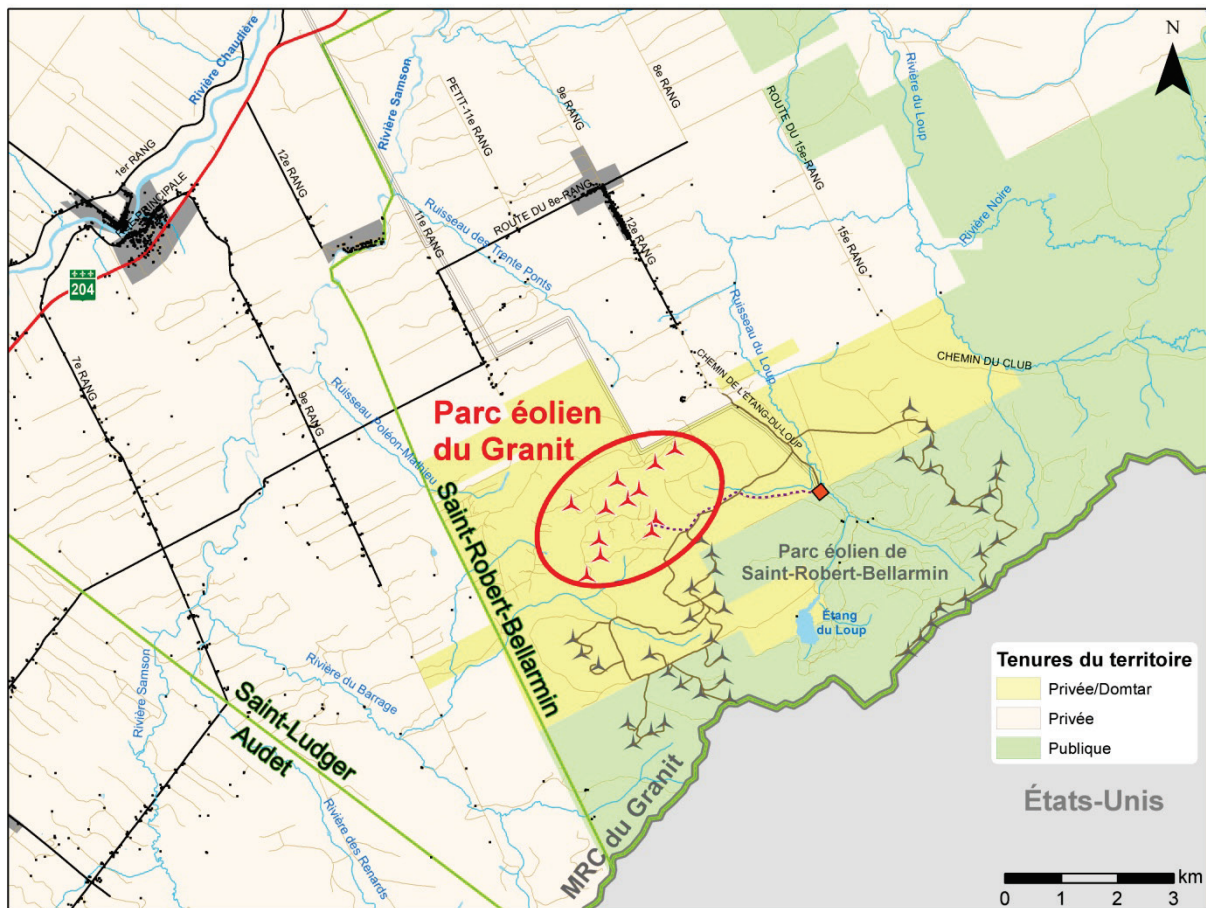 N
Rivière Chaudière
1er RANG
PRINCIPALE
204
12e RANG
Rivière Samson
PETIT-11e RANG
9e RANG
8e RANG
ROUTE DU 15e-RANG
Rivière du Loup
Rivière Noire
11e RANG
Ruisseau des Trente Ponts
ROUTE DU 8e-RANG
12e RANG
15e RANG
Ruisseau du Loup
CHEMIN DE L'ÉTANG-DU-LOUP
CHEMIN DU CLUB
7e RANG
9e RANG
Ruisseau Poléon-Mathieu
Parc éolien
du Granit
Saint-Robert-Bellarmin
Parc éolien de
Saint-Robert-Bellarmin
Étang
du Loup
Rivière Samson
Rivière du Barrage
Saint-Ludger
Audet
Rivière des Renards
MRC du Granit
États-Unis
Tenures du territoire
Privée/Domtar
Privée
Publique
0 1 2 3 km